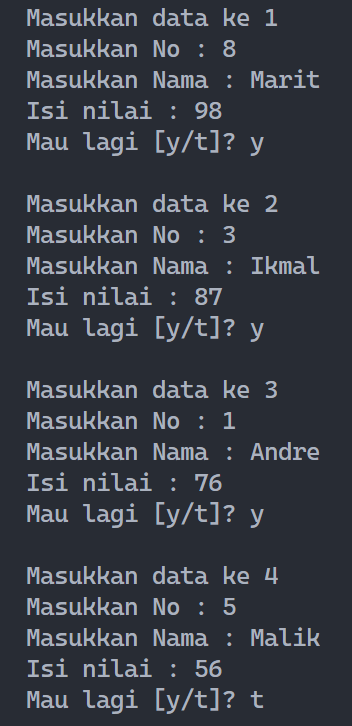 Masukkan data ke 1
Masukkan No : 8
Masukkan Nama : Marit
Isi nilai : 98
Mau lagi [y/t]? y
Masukkan data ke 2
Masukkan No : 3
Masukkan Nama : Ikmal
Isi nilai : 87
Mau lagi [y/t]? y
Masukkan data ke 3
Masukkan No : 1
Masukkan Nama : Andre
Isi nilai : 76
Mau lagi [y/t]? y
Masukkan data ke 4
Masukkan No : 5
Masukkan Nama : Malik
Isi nilai : 56
Mau lagi [y/t]? t